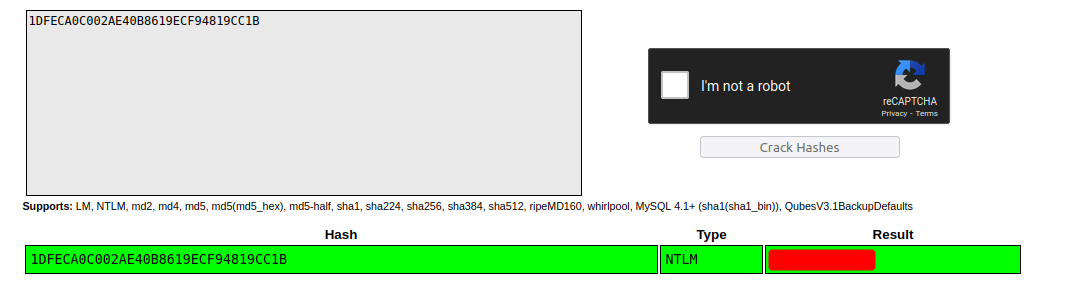 1DFECA0C002AE40B8619ECF94819CC1B
I'm not a robot
reCAPTCHA
Privacy - Terms
Crack Hashes
Supports: LM, NTLM, md2, md4, md5, md5(md5_hex), md5-half, sha1, sha224, sha256, sha384, sha512, ripeMD160, whirlpool, MySQL 4.1+ (sha1(sha1_bin)), QubesV3.1BackupDefaults
Hash Type Result
1DFECA0C002AE40B8619ECF94819CC1B NTLM